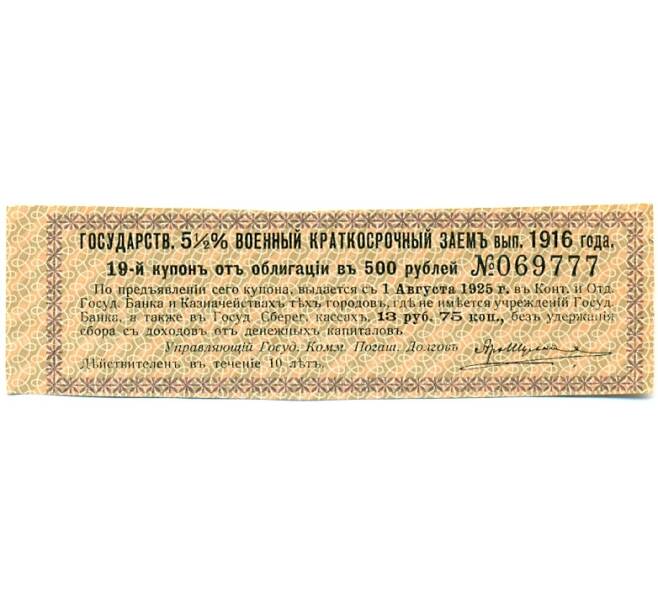 ГОСУДАРСТВ. 5½% ВОЕННЫЙ КРАТКОСРОЧНЫЙ ЗАЕМЪ вып. 1916 года,
19-й купонъ отъ облигаціи въ 500 рублей №069777
По предъявленіи сего купона, выдается съ 1 Августа 1925 г. въ Конт. и Отд.
Госуд. Банка и Казначействахъ тѣхъ городовъ, гдѣ не имѣется учрежденій Госуд.
Банка, а также въ Госуд. Сберег. кассахъ, 13 руб. 75 коп., безъ удержанія
сбора съ доходовъ отъ денежныхъ капиталовъ.
Управляющій Госуд. Комм. Погаш. Долговъ
Дѣйствителенъ въ теченіе 10 лѣтъ.